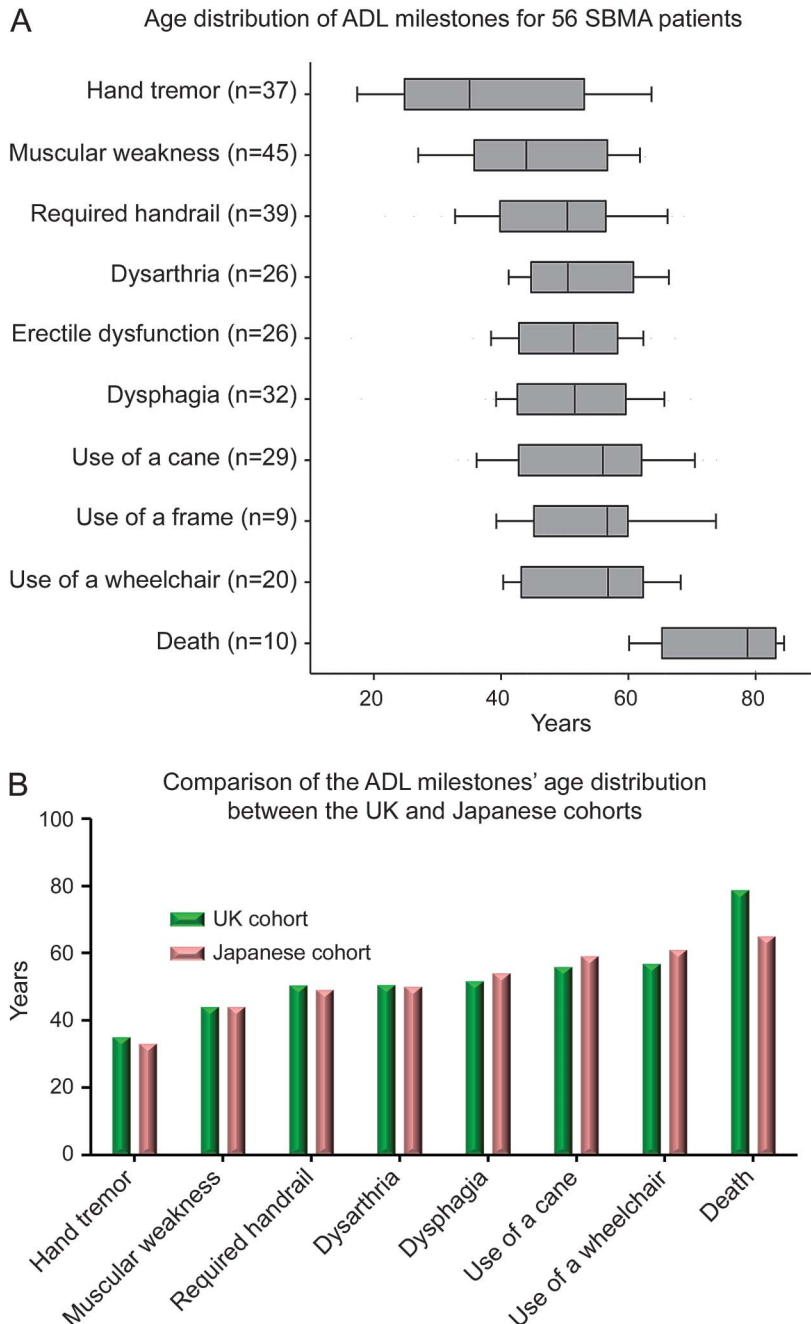 A
Age distribution of ADL milestones for 56 SBMA patients
Hand tremor (n=37)
Muscular weakness (n=45)
Required handrail (n=39)
Dysarthria (n=26)
Erectile dysfunction (n=26)
Dysphagia (n=32)
Use of a cane (n=29)
Use of a frame (n=9)
Use of a wheelchair (n=20)
Death (n=10)
20 40 60 80
Years
B
Comparison of the ADL milestones’ age distribution
between the UK and Japanese cohorts
100
80
60
40
20
0
Years
UK cohort
Japanese cohort
Hand tremor
Muscular weakness
Required handrail
Dysarthria
Dysphagia
Use of a cane
Use of a wheelchair
Death